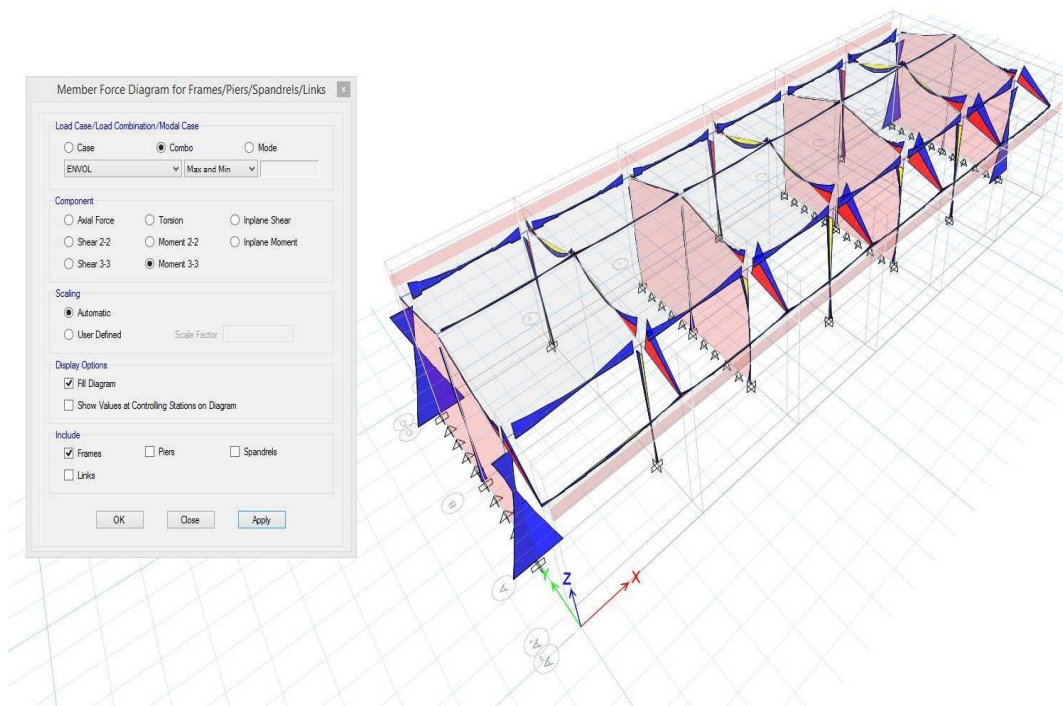 Member Force Diagram for Frames/Piers/Spandrels/Links
x
Load Case/Load Combination/Modal Case
Case Combo Mode
ENVOL Max and Min
Component
Axial Force Torsion Inplane Shear
Shear 2-2 Moment 2-2 Inplane Moment
Shear 3-3 Moment 3-3
Scaling
Automatic
User Defined Scale Factor
Display Options
Fill Diagram
Show Values at Controlling Stations on Diagram
Include
Frames Piers Spandrels
Links
OK Close Apply
B
A
Y Z X
A'
A''